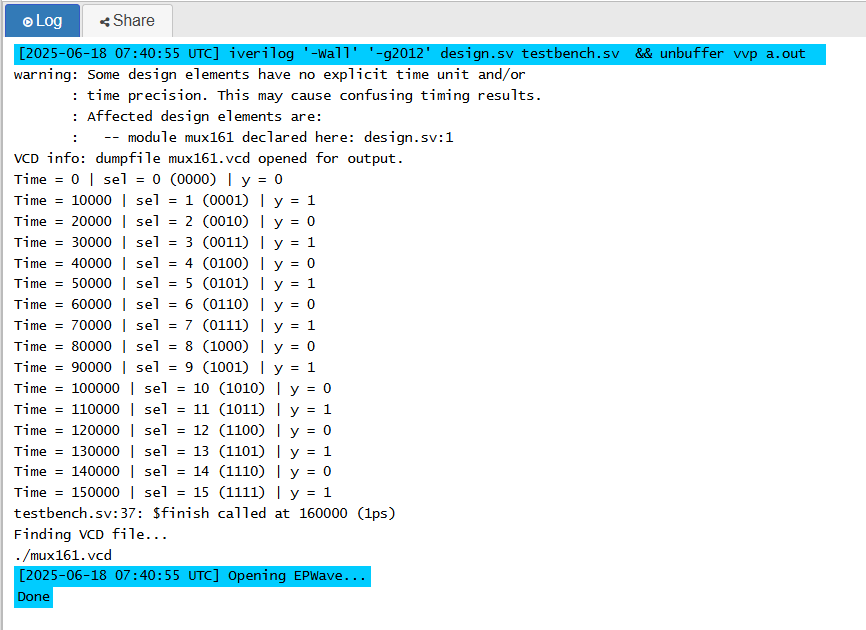 Log
Share
[2025-06-18 07:40:55 UTC] iverilog '-Wall' '-g2012' design.sv testbench.sv  && unbuffer vvp a.out
warning: Some design elements have no explicit time unit and/or
       : time precision. This may cause confusing timing results.
       : Affected design elements are:
       :   -- module mux161 declared here: design.sv:1
VCD info: dumpfile mux161.vcd opened for output.
Time = 0 | sel = 0 (0000) | y = 0
Time = 10000 | sel = 1 (0001) | y = 1
Time = 20000 | sel = 2 (0010) | y = 0
Time = 30000 | sel = 3 (0011) | y = 1
Time = 40000 | sel = 4 (0100) | y = 0
Time = 50000 | sel = 5 (0101) | y = 1
Time = 60000 | sel = 6 (0110) | y = 0
Time = 70000 | sel = 7 (0111) | y = 1
Time = 80000 | sel = 8 (1000) | y = 0
Time = 90000 | sel = 9 (1001) | y = 1
Time = 100000 | sel = 10 (1010) | y = 0
Time = 110000 | sel = 11 (1011) | y = 1
Time = 120000 | sel = 12 (1100) | y = 0
Time = 130000 | sel = 13 (1101) | y = 1
Time = 140000 | sel = 14 (1110) | y = 0
Time = 150000 | sel = 15 (1111) | y = 1
testbench.sv:37: $finish called at 160000 (1ps)
Finding VCD file...
./mux161.vcd
[2025-06-18 07:40:55 UTC] Opening EPWave...
Done